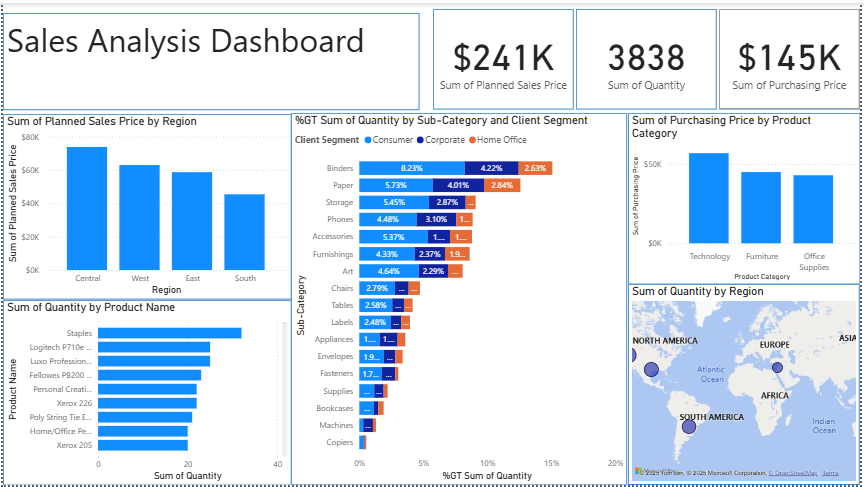 Sales Analysis Dashboard
$241K
Sum of Planned Sales Price
3838
Sum of Quantity
$145K
Sum of Purchasing Price
Sum of Planned Sales Price by Region
Sum of Planned Sales Price
$80K
$60K
$40K
$20K
$0K
Central West East South
Region
Sum of Quantity by Product Name
Product Name
Staples
Logitech P710e ...
Luxo Profession...
Fellowes PB200 ...
Personal Creati...
Xerox 226
Poly String Tie E...
Home/Office Pe...
Xerox 205
0 20 40
Sum of Quantity
%GT Sum of Quantity by Sub-Category and Client Segment
Client Segment Consumer Corporate Home Office
Sub-Category
Binders 8.23% 4.22% 2.63%
Paper 5.73% 4.01% 2.84%
Storage 5.45% 2.87% ...
Phones 4.48% 3.10% 1...
Accessories 5.37% 1.... 1....
Furnishings 4.33% 2.37% 1.9...
Art 4.64% 2.29% ...
Chairs 2.79% ... ...
Tables 2.58% ... ...
Labels 2.48% ... ...
Appliances 1.... 1...
Envelopes 1.9... ...
Fasteners 1.7... ...
Supplies ... ...
Bookcases ...
Machines ...
Copiers
0% 5% 10% 15% 20%
%GT Sum of Quantity
Sum of Purchasing Price by Product
Category
Sum of Purchasing Price
$50K
$0K
Technology Furniture Office
Supplies
Product Category
Sum of Quantity by Region
NORTH AMERICA
EUROPE
ASIA
Atlantic
Ocean
AFRICA
SOUTH AMERICA
Indian
Ocean
© 2025 TomTom, © 2025 Microsoft Corporation, © OpenStreetMap Terms